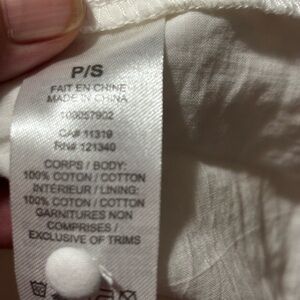 P/S
FAIT EN CHINE
MADE IN CHINA
100057902
CA# 11319
RN# 121340
CORPS / BODY:
100% COTON / COTTON
INTÉRIEUR / LINING:
100% COTON / COTTON
GARNITURES NON
COMPRISES /
EXCLUSIVE OF TRIMS